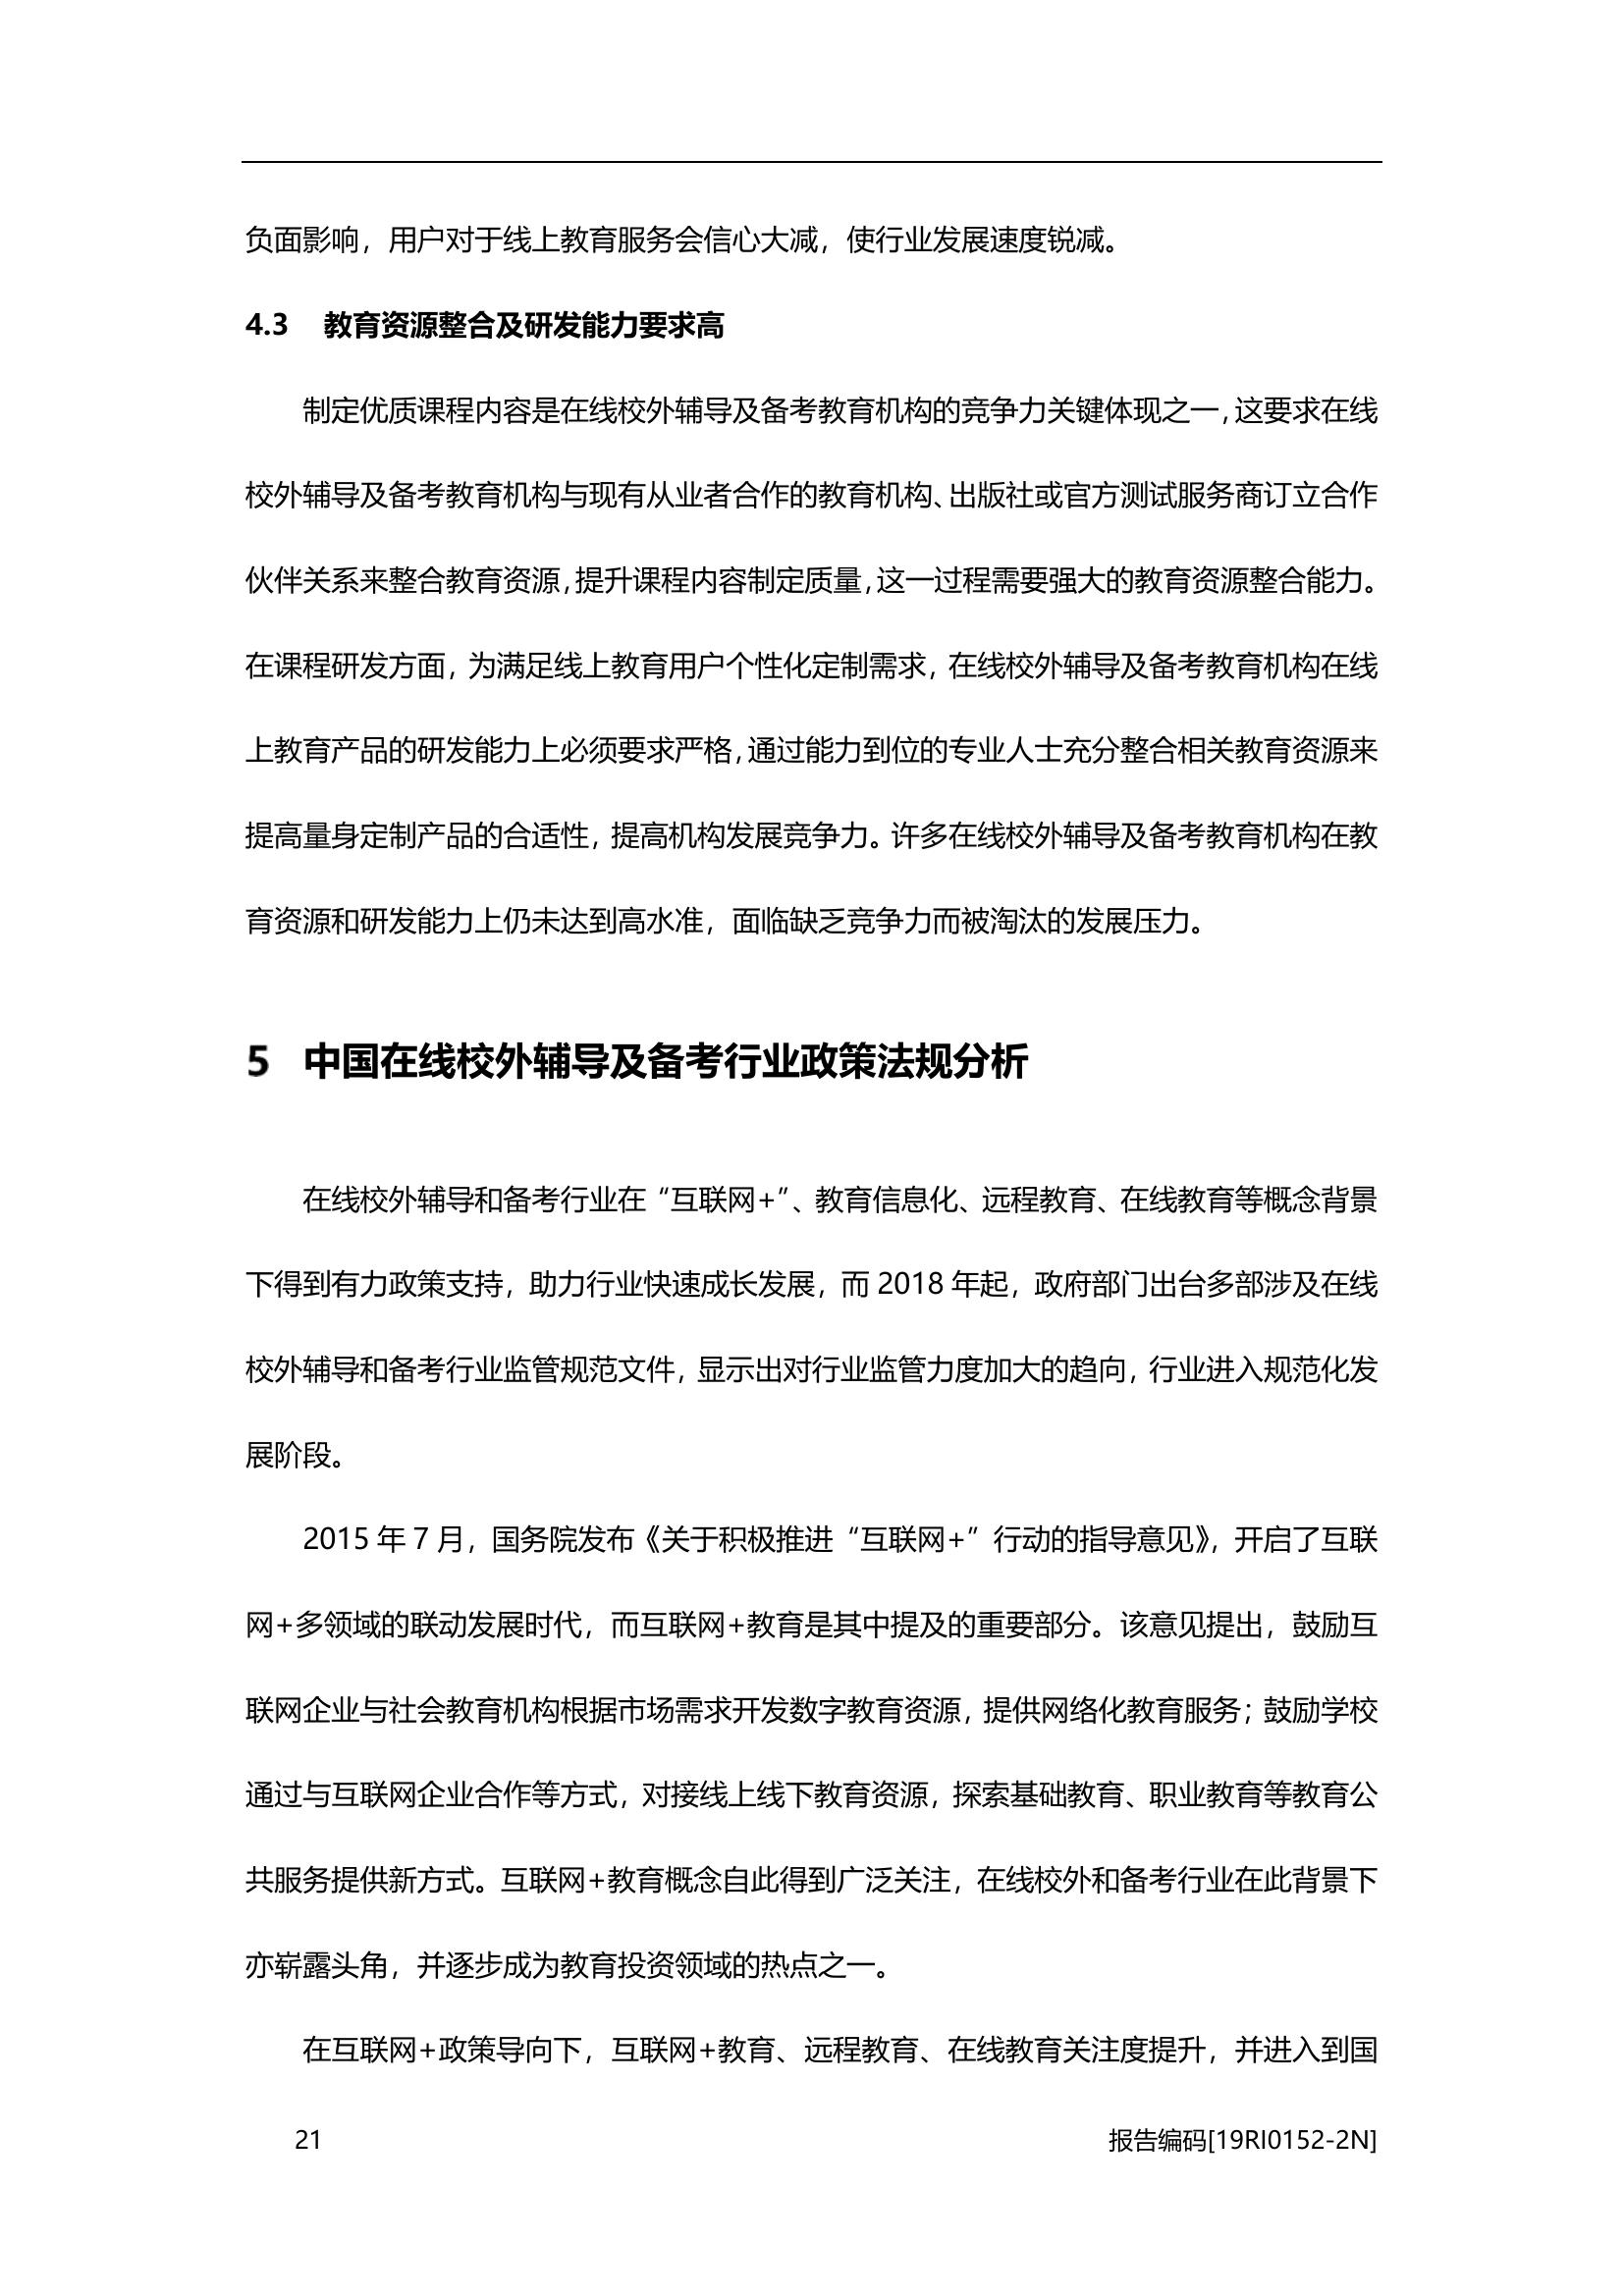 负面影响，用户对于线上教育服务会信心大减，使行业发展速度锐减。
4.3 教育资源整合及研发能力要求高
制定优质课程内容是在线校外辅导及备考教育机构的竞争力关键体现之一，这要求在线
校外辅导及备考教育机构与现有从业者合作的教育机构、出版社或官方测试服务商订立合作
伙伴关系来整合教育资源，提升课程内容制定质量，这一过程需要强大的教育资源整合能力。
在课程研发方面，为满足线上教育用户个性化定制需求，在线校外辅导及备考教育机构在线
上教育产品的研发能力上必须要求严格，通过能力到位的专业人士充分整合相关教育资源来
提高量身定制产品的合适性，提高机构发展竞争力。许多在线校外辅导及备考教育机构在教
育资源和研发能力上仍未达到高水准，面临缺乏竞争力而被淘汰的发展压力。
5 中国在线校外辅导及备考行业政策法规分析
在线校外辅导和备考行业在“互联网+”、教育信息化、远程教育、在线教育等概念背景
下得到有力政策支持，助力行业快速成长发展，而 2018 年起，政府部门出台多部涉及在线
校外辅导和备考行业监管规范文件，显示出对行业监管力度加大的趋向，行业进入规范化发
展阶段。
2015 年 7 月，国务院发布《关于积极推进“互联网+”行动的指导意见》，开启了互联
网+多领域的联动发展时代，而互联网+教育是其中提及的重要部分。该意见提出，鼓励互
联网企业与社会教育机构根据市场需求开发数字教育资源，提供网络化教育服务；鼓励学校
通过与互联网企业合作等方式，对接线上线下教育资源，探索基础教育、职业教育等教育公
共服务提供新方式。互联网+教育概念自此得到广泛关注，在线校外和备考行业在此背景下
亦崭露头角，并逐步成为教育投资领域的热点之一。
在互联网+政策导向下，互联网+教育、远程教育、在线教育关注度提升，并进入到国
21 报告编码[19RI0152-2N]